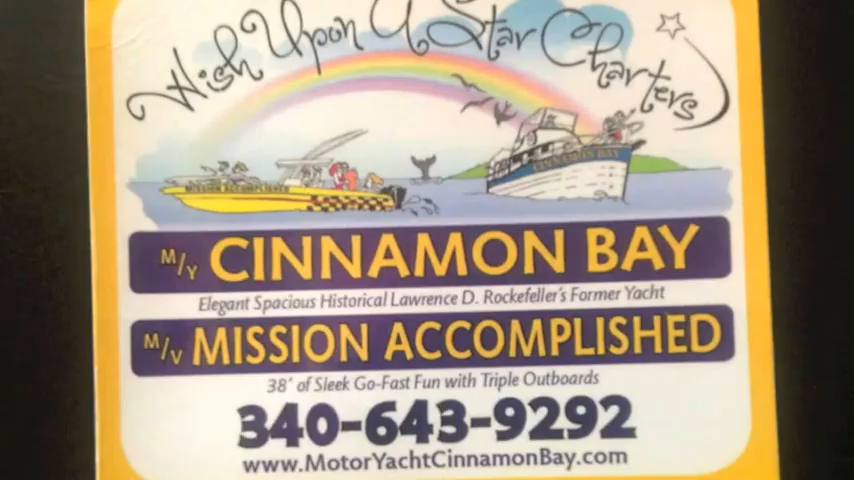 Wish Upon A Star Charters
MISSION ACCOMPLISHED
CINNAMON BAY
M/Y CINNAMON BAY
Elegant Spacious Historical Lawrence D. Rockefeller's Former Yacht
M/V MISSION ACCOMPLISHED
38' of Sleek Go-Fast Fun with Triple Outboards
340-643-9292
www.MotorYachtCinnamonBay.com